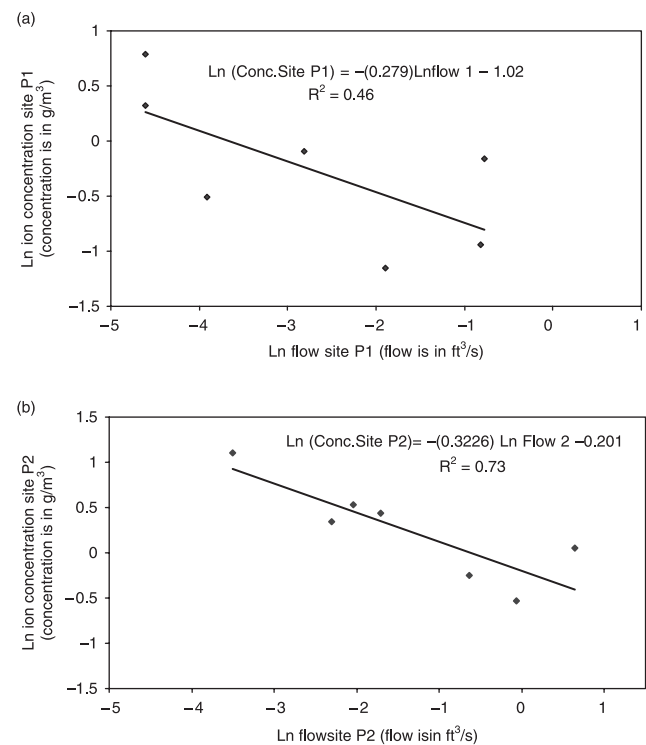 (a)
Ln ion concentration site P1
(concentration is in g/m³)
1
0.5
0
−0.5
−1
−1.5
Ln (Conc.Site P1) = −(0.279)Lnflow 1 − 1.02
R² = 0.46
−5
−4
−3
−2
−1
0
1
Ln flow site P1 (flow is in ft³/s)
(b)
Ln ion concentration site P2
(concentration is in g/m³)
1.5
1
0.5
0
−0.5
−1
−1.5
Ln (Conc.Site P2)= −(0.3226) Ln Flow 2 −0.201
R² = 0.73
−5
−4
−3
−2
−1
0
1
Ln flowsite P2 (flow isin ft³/s)